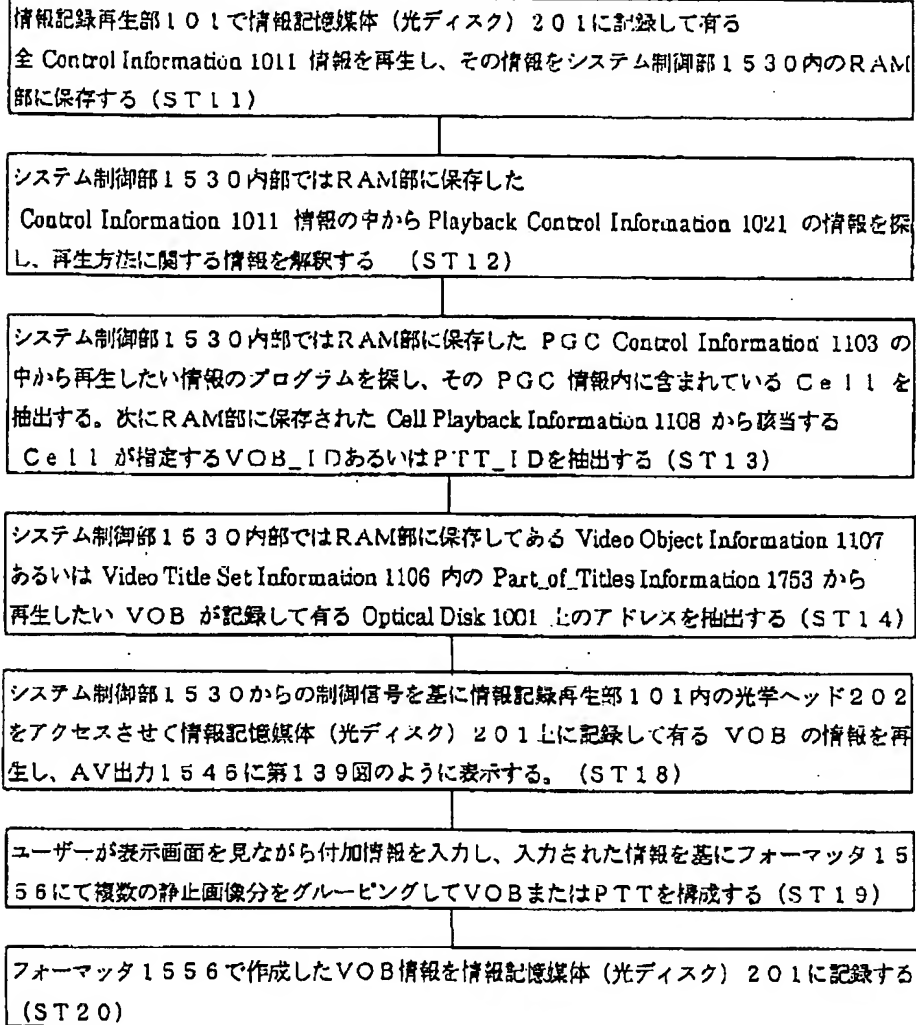 情報記録再生部101で情報記憶媒体(光ディスク)201に記録して有る
全 Control Information 1011 情報を再生し、その情報をシステム制御部1530内のRAM
部に保存する(ST11)
システム制御部1530内部ではRAM部に保存した
Control Information 1011 情報の中から Playback Control Information 1021 の情報を探
し、再生方法に関する情報を解釈する (ST12)
システム制御部1530内部ではRAM部に保存した PGC Control Information 1103 の
中から再生したい情報のプログラムを探し、その PGC 情報内に含まれている Cell を
抽出する。次にRAM部に保存された Cell Playback Information 1108 から該当する
Cell が指定するVOB_IDあるいはPTT_IDを抽出する(ST13)
システム制御部1530内部ではRAM部に保存してある Video Object Information 1107
あるいは Video Title Set Information 1106 内の Part_of_Titles Information 1753 から
再生したい VOB が記録して有る Optical Disk 1001 上のアドレスを抽出する(ST14)
システム制御部1530からの制御信号を基に情報記録再生部101内の光学ヘッド202
をアクセスさせて情報記憶媒体(光ディスク)201上に記録して有る VOB の情報を再
生し、AV出力1546に第139図のように表示する。(ST18)
ユーザーが表示画面を見ながら付加情報を入力し、入力された情報を基にフォーマッタ15
56にて複数の静止画像分をグルーピングしてVOBまたはPTTを構成する(ST19)
フォーマッタ1556で作成したVOB情報を情報記憶媒体(光ディスク)201に記録する
(ST20)